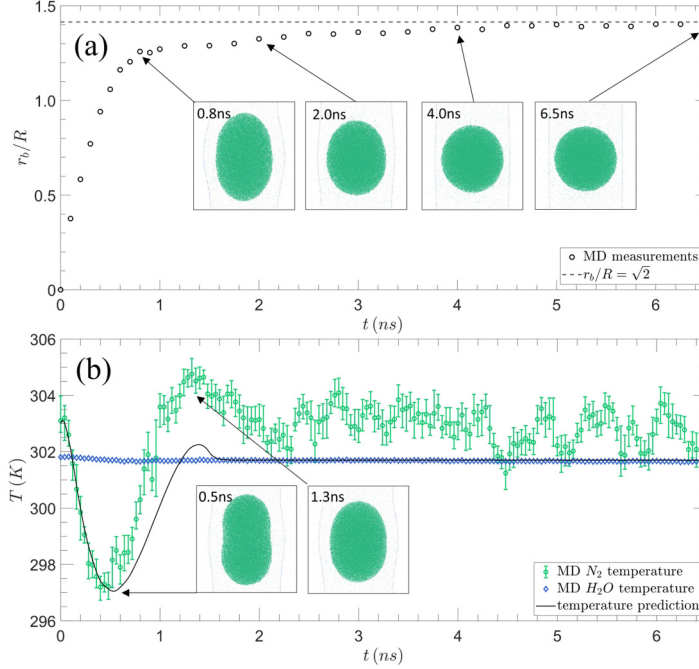 1.5
(a)
1.0
r_b/R
0.5
0
0.8ns
2.0ns
4.0ns
6.5ns
MD measurements
r_b/R = √2
0 1 2 3 4 5 6
t (ns)
306
(b)
304
302
T (K)
300
298
296
0.5ns
1.3ns
MD N_2 temperature
MD H_2O temperature
temperature prediction
0 1 2 3 4 5 6
t (ns)